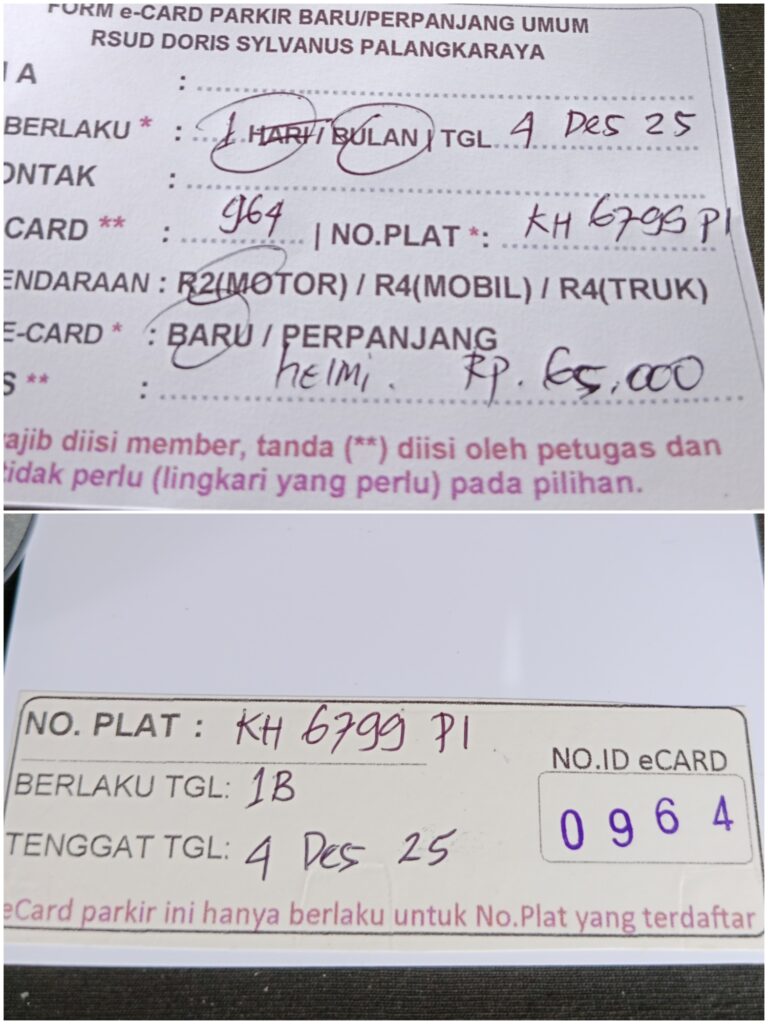 FORM e-CARD PARKIR BARU/PERPANJANG UMUM
RSUD DORIS SYLVANUS PALANGKARAYA
A :
BERLAKU * : 1 HARI / BULAN | TGL 4 Des 25
ONTAK :
CARD ** : 964 | NO.PLAT *: KH 6799 PI
ENDARAAN : R2(MOTOR) / R4(MOBIL) / R4(TRUK)
E-CARD * : BARU / PERPANJANG
S ** : helmi. Rp. 65.000
ajib diisi member, tanda (**) diisi oleh petugas dan
tidak perlu (lingkari yang perlu) pada pilihan.
NO. PLAT : KH 6799 PI
BERLAKU TGL: 1B
TENGGAT TGL: 4 Des 25
NO.ID eCARD
0964
eCard parkir ini hanya berlaku untuk No.Plat yang terdaftar